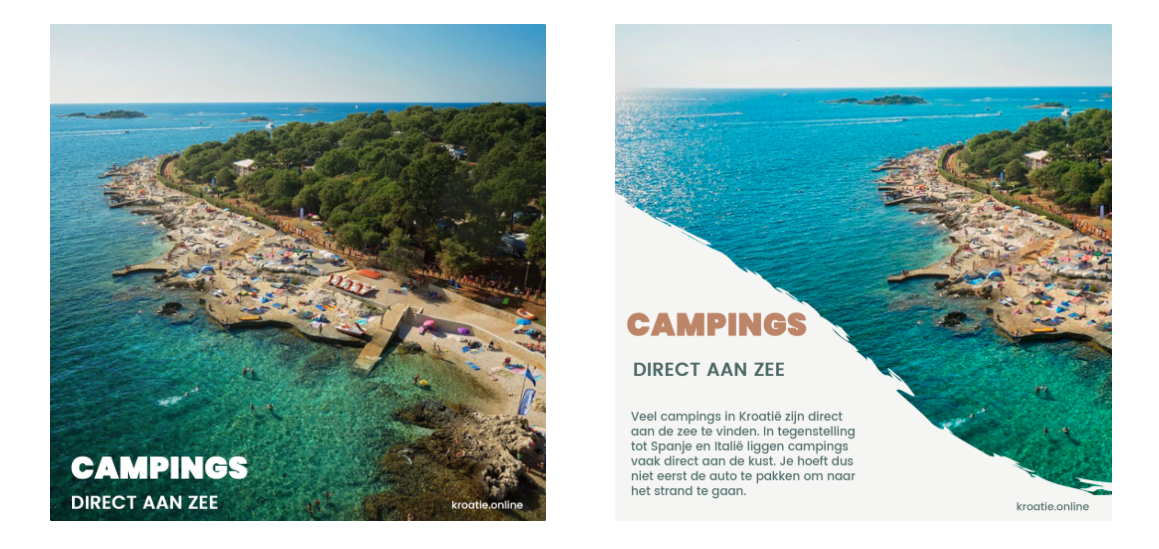 CAMPINGS
DIRECT AAN ZEE
kroatie.online
CAMPINGS
DIRECT AAN ZEE
Veel campings in Kroatië zijn direct
aan de zee te vinden. In tegenstelling
tot Spanje en Italië liggen campings
vaak direct aan de kust. Je hoeft dus
niet eerst de auto te pakken om naar
het strand te gaan.
kroatie.online